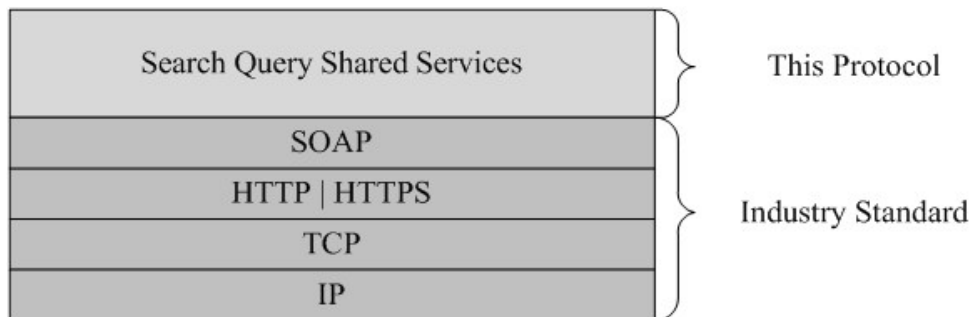 Search Query Shared Services
This Protocol
SOAP
HTTP | HTTPS
Industry Standard
TCP
IP